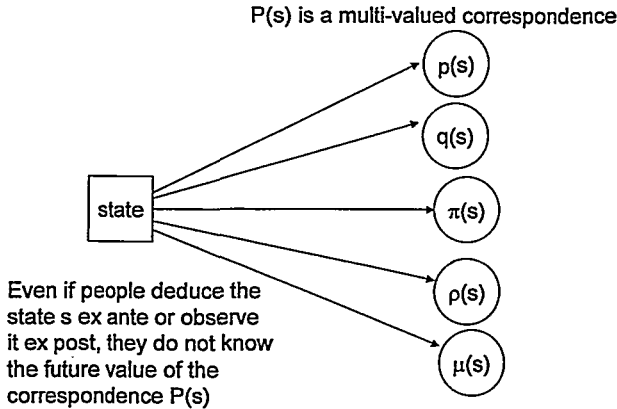 P(s) is a multi-valued correspondence
p(s)
q(s)
state
π(s)
ρ(s)
μ(s)
Even if people deduce the
state s ex ante or observe
it ex post, they do not know
the future value of the
correspondence P(s)